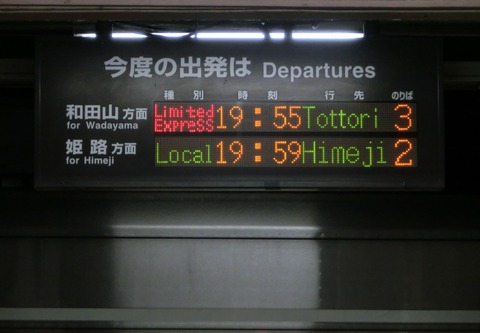 今度の出発は Departures
種別 時刻 行先 のりば
和田山方面 Limited Express 19:55 Tottori 3
for Wadayama
姫路方面 Local 19:59 Himeji 2
for Himeji